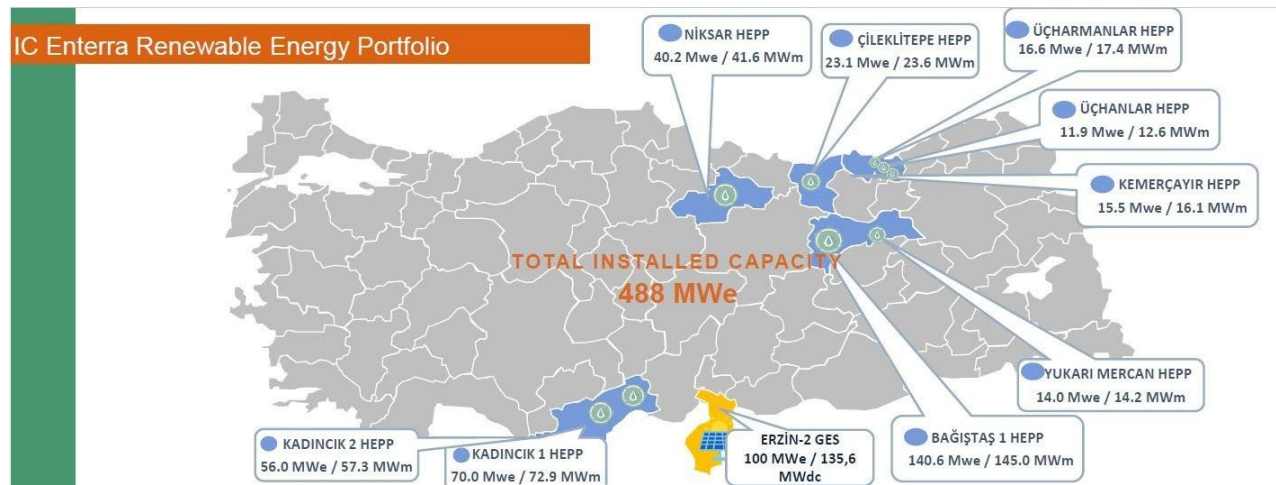 IC Enterra Renewable Energy Portfolio
NİKSAR HEPP
40.2 Mwe / 41.6 MWm
ÇİLEKLİTEPE HEPP
23.1 Mwe / 23.6 MWm
ÜÇHARMANLAR HEPP
16.6 Mwe / 17.4 MWm
ÜÇHANLAR HEPP
11.9 Mwe / 12.6 MWm
KEMERÇAYIR HEPP
15.5 Mwe / 16.1 MWm
TOTAL INSTALLED CAPACITY
488 MWe
YUKARI MERCAN HEPP
14.0 Mwe / 14.2 MWm
KADINCIK 2 HEPP
56.0 MWe / 57.3 MWm
KADINCIK 1 HEPP
70.0 Mwe / 72.9 MWm
ERZİN-2 GES
100 MWe / 135,6
MWdc
BAĞIŞTAŞ 1 HEPP
140.6 Mwe / 145.0 MWm